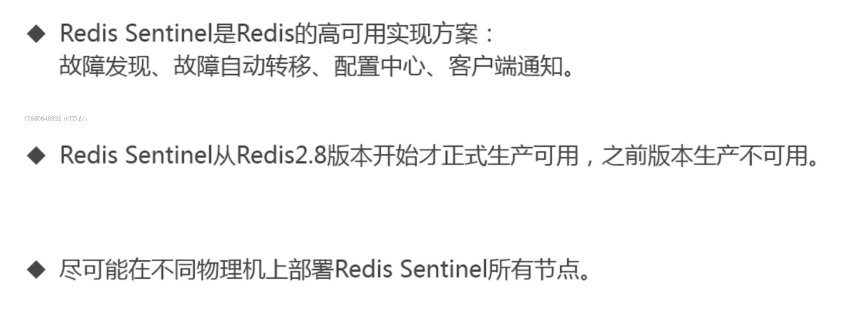 ◆ Redis Sentinel是Redis的高可用实现方案：
故障发现、故障自动转移、配置中心、客户端通知。
◆ Redis Sentinel从Redis2.8版本开始才正式生产可用，之前版本生产不可用。
◆ 尽可能在不同物理机上部署Redis Sentinel所有节点。